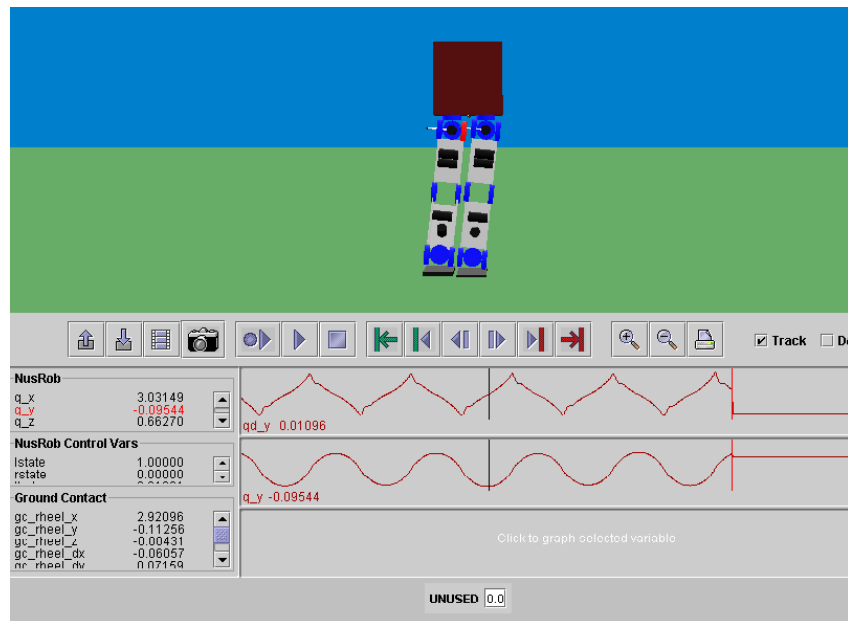 Track
NusRob
q_x 3.03149
q_y -0.09544
q_z 0.66270
qd_y 0.01096
NusRob Control Vars
lstate 1.00000
rstate 0.00000
q_y -0.09544
Ground Contact
gc_rheel_x 2.92096
gc_rheel_y -0.11256
gc_rheel_z -0.00431
gc_rheel_dx -0.06057
gc_rheel_dy 0.07159
Click to graph selected variable
UNUSED 0.0